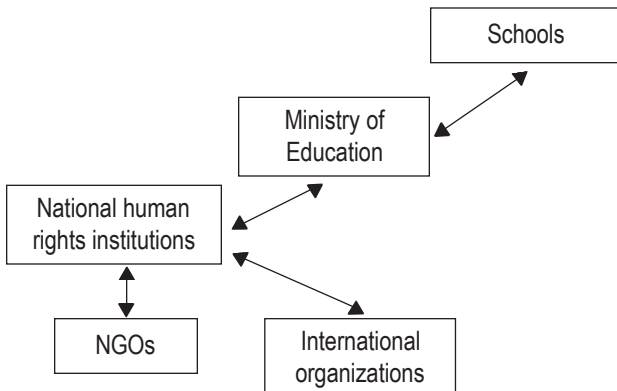 Schools
Ministry of
Education
National human
rights institutions
NGOs
International
organizations